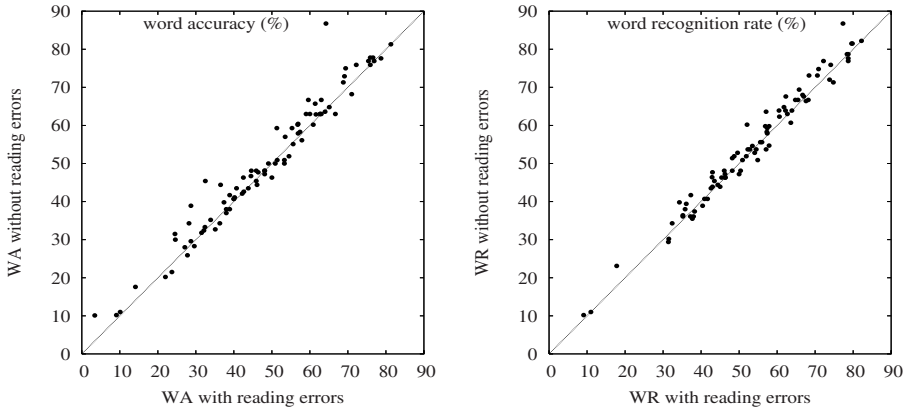 word accuracy (%)
WA without reading errors
90
80
70
60
50
40
30
20
10
0
0 10 20 30 40 50 60 70 80 90
WA with reading errors
word recognition rate (%)
WR without reading errors
90
80
70
60
50
40
30
20
10
0
0 10 20 30 40 50 60 70 80 90
WR with reading errors